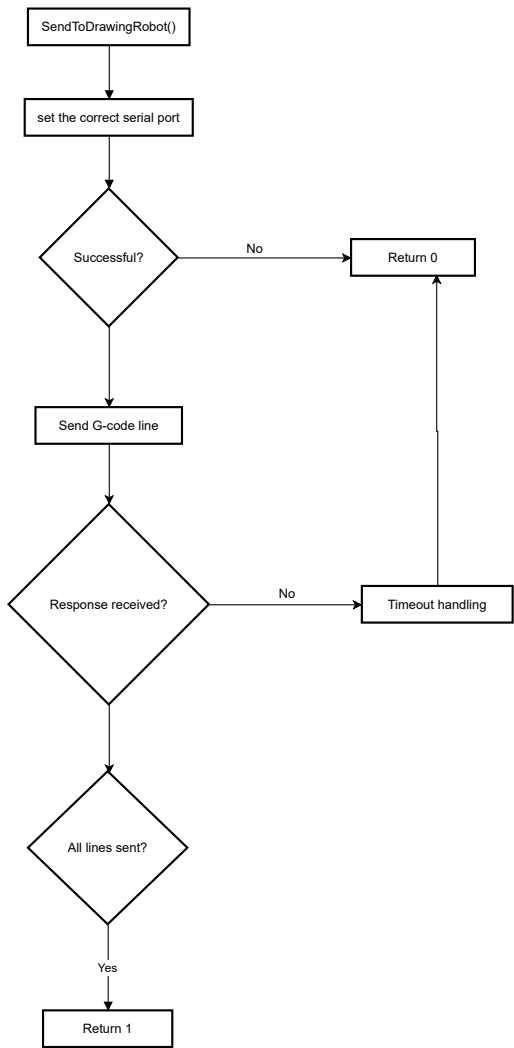 SendToDrawingRobot()
set the correct serial port
Successful?
No
Return 0
Send G-code line
Response received?
No
Timeout handling
All lines sent?
Yes
Return 1